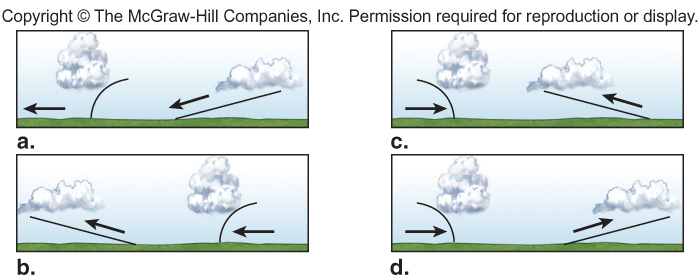 Copyright © The McGraw-Hill Companies, Inc. Permission required for reproduction or display.
a.
c.
b.
d.